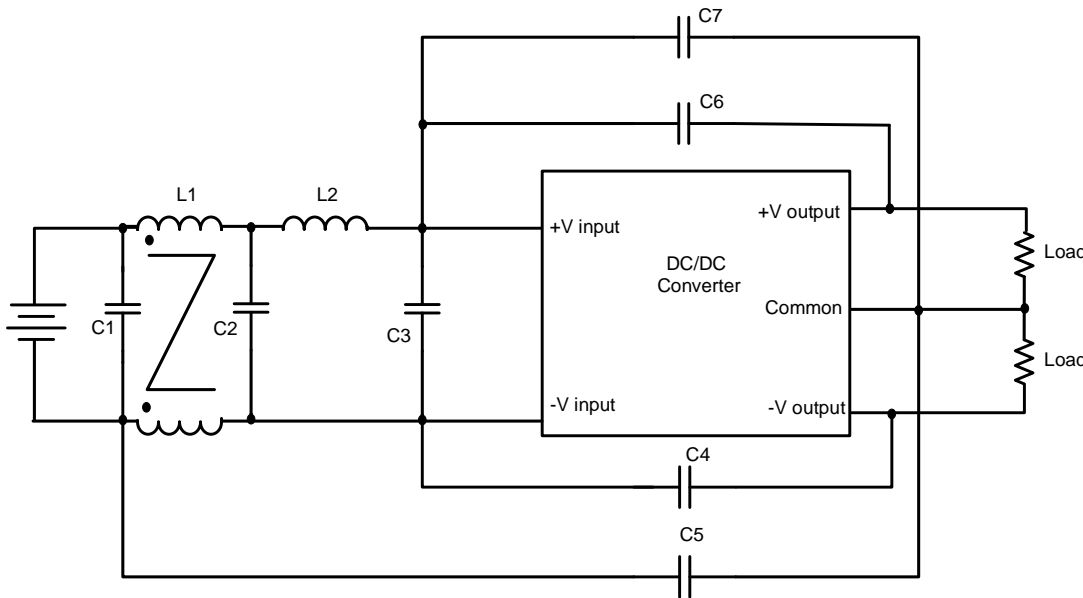 C7
C6
L1
L2
+V input
+V output
DC/DC
Converter
Load
C1
C2
C3
Common
Load
-V input
-V output
C4
C5